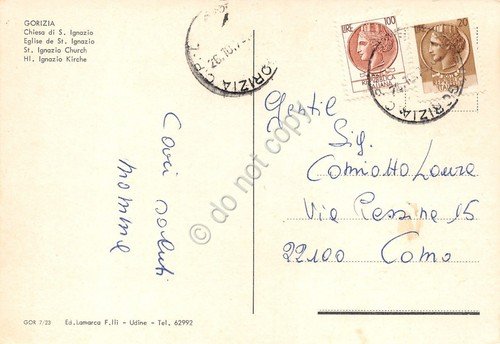 GORIZIA
Chiesa di S. Ignazio
Eglise de St. Ignazio
St. Ignazio Church
Hl. Ignazio Kirche
GORIZIA C.P.
LIRE 100
20
GORIZIA C
Gentil
Sig.
Comiotto Laura
Via Pessina 15
22100 Como
Cari saluti
mamma
do not copy
GOR 7/23 Ed. Lamarca F.lli - Udine - Tel. 62992